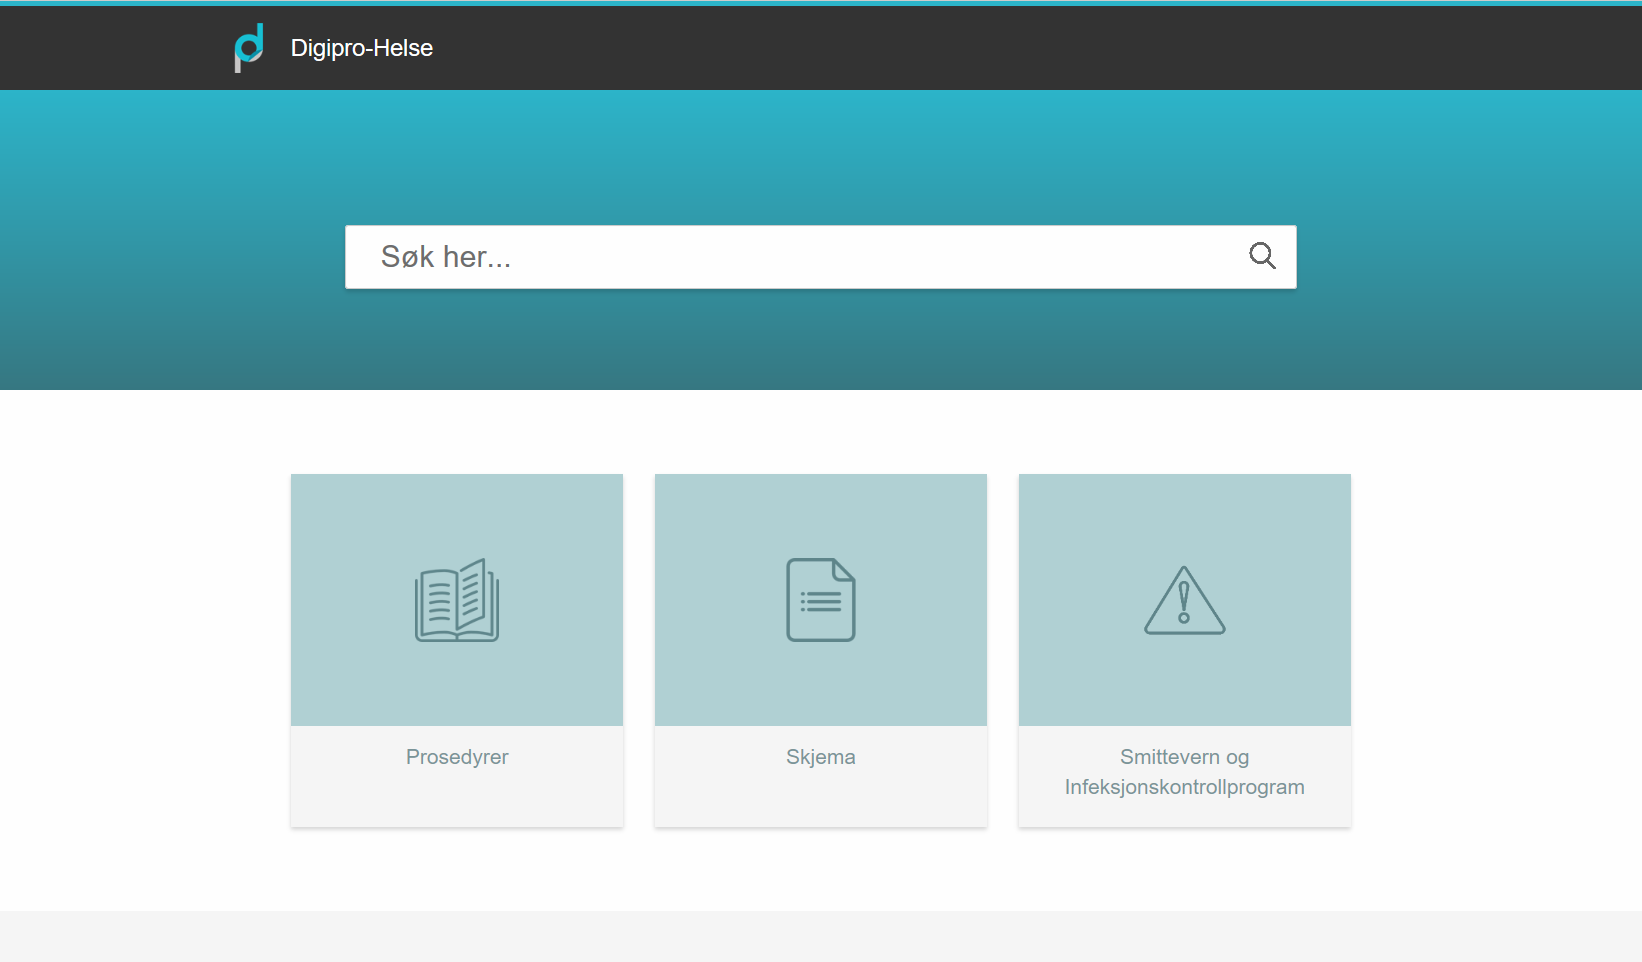 Digipro-Helse
Søk her...
Prosedyrer
Skjema
Smittevern og
Infeksjonskontrollprogram